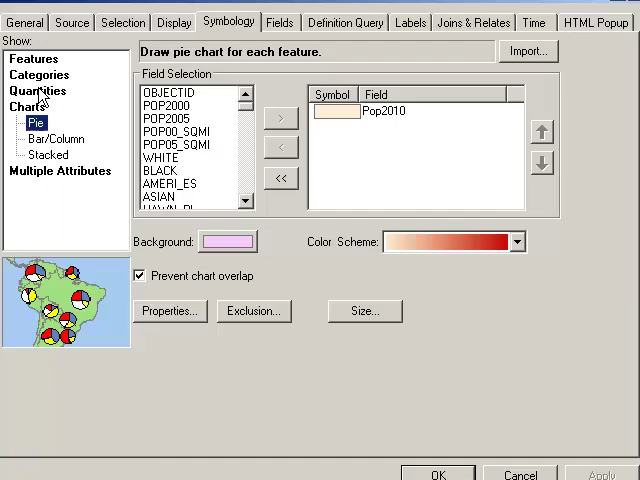 General Source Selection Display Symbology Fields Definition Query Labels Joins & Relates Time HTML Popup
Show:
Features
Categories
Quantities
Charts
Pie
Bar/Column
Stacked
Multiple Attributes
Draw pie chart for each feature.
Import...
Field Selection
OBJECTID
POP2000
POP2005
POP00_SQMI
POP05_SQMI
WHITE
BLACK
AMERI_ES
ASIAN
>
<
<<
Symbol Field
Pop2010
Background:
Color Scheme:
Prevent chart overlap
Properties... Exclusion... Size...
OK Cancel Apply